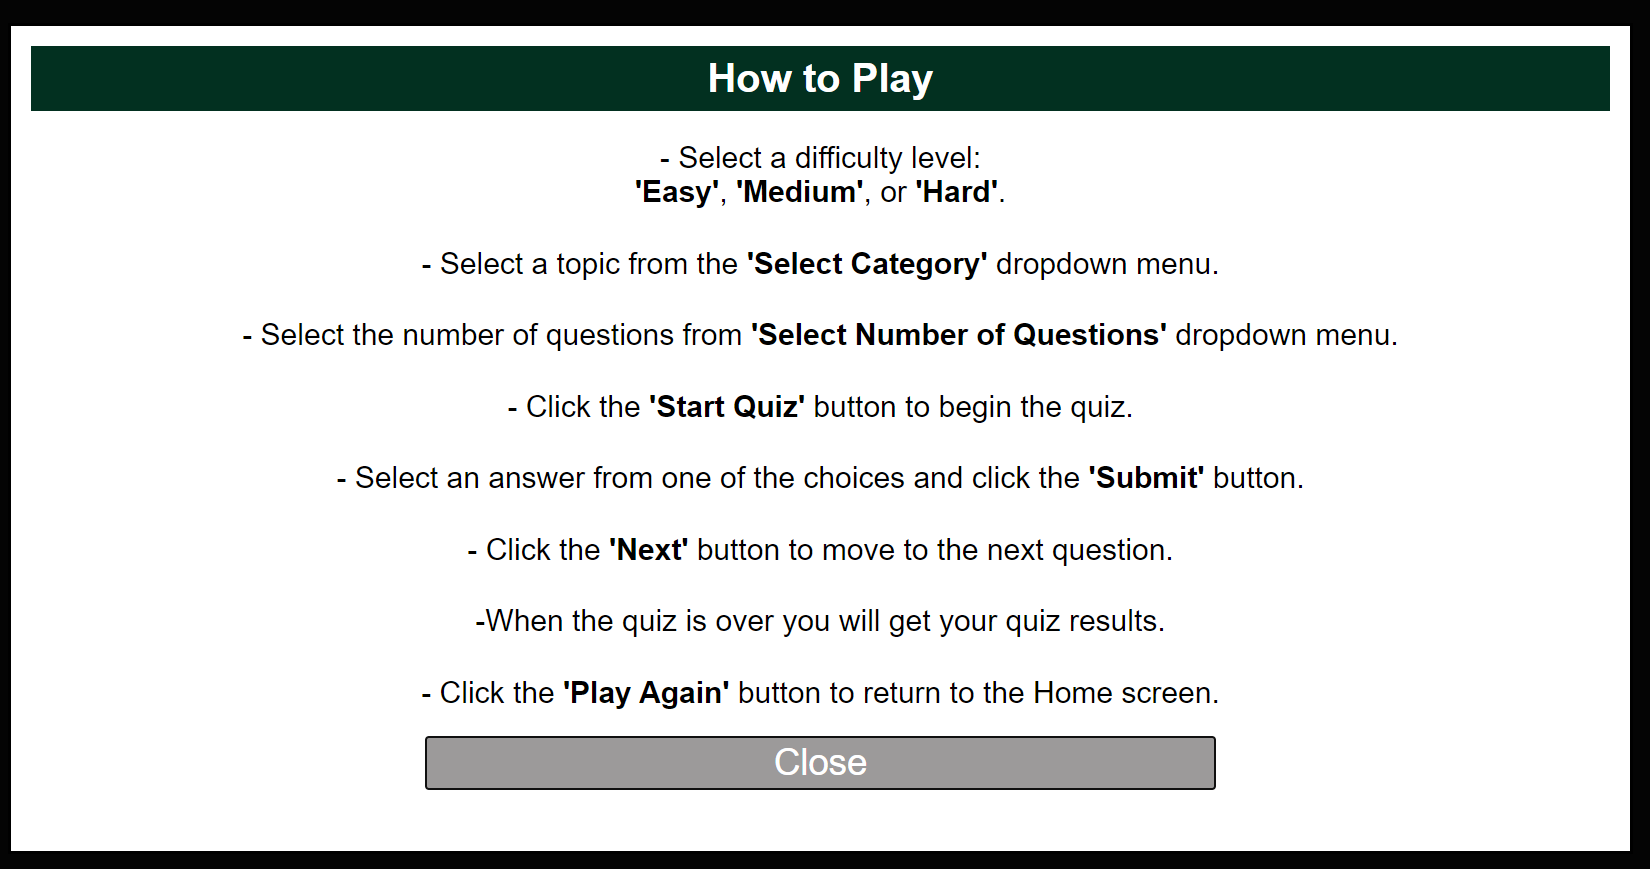 How to Play
- Select a difficulty level:
'Easy', 'Medium', or 'Hard'.
- Select a topic from the 'Select Category' dropdown menu.
- Select the number of questions from 'Select Number of Questions' dropdown menu.
- Click the 'Start Quiz' button to begin the quiz.
- Select an answer from one of the choices and click the 'Submit' button.
- Click the 'Next' button to move to the next question.
-When the quiz is over you will get your quiz results.
- Click the 'Play Again' button to return to the Home screen.
Close